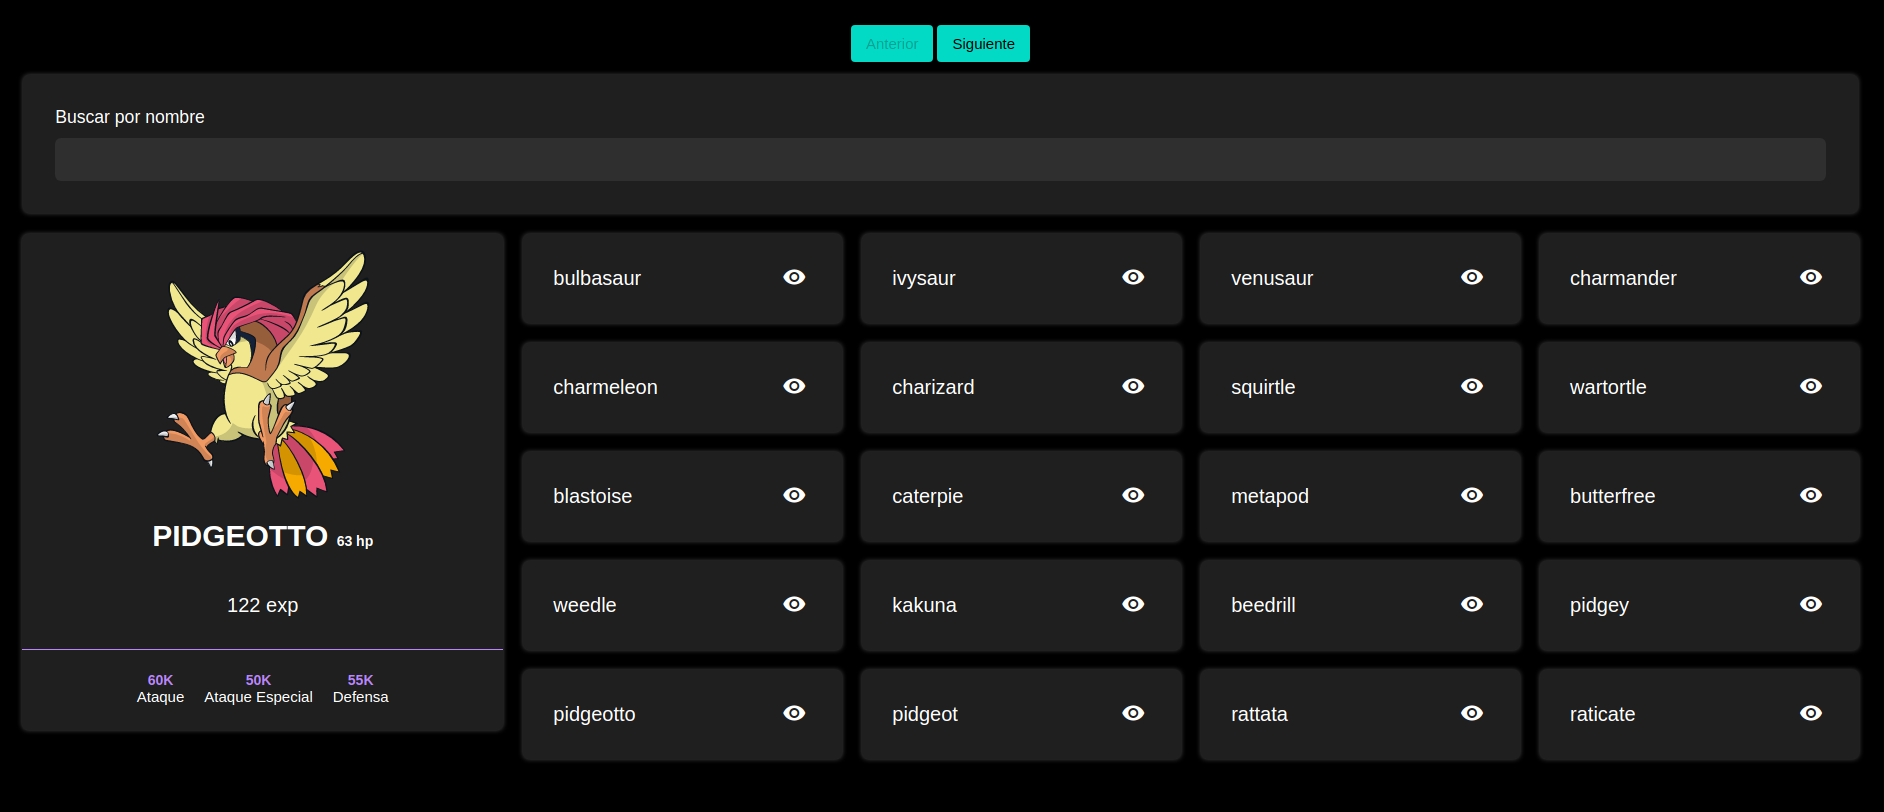 Anterior Siguiente
Buscar por nombre
PIDGEOTTO 63 hp
122 exp
60K 50K 55K
Ataque Ataque Especial Defensa
bulbasaur ivysaur venusaur charmander
charmeleon charizard squirtle wartortle
blastoise caterpie metapod butterfree
weedle kakuna beedrill pidgey
pidgeotto pidgeot rattata raticate